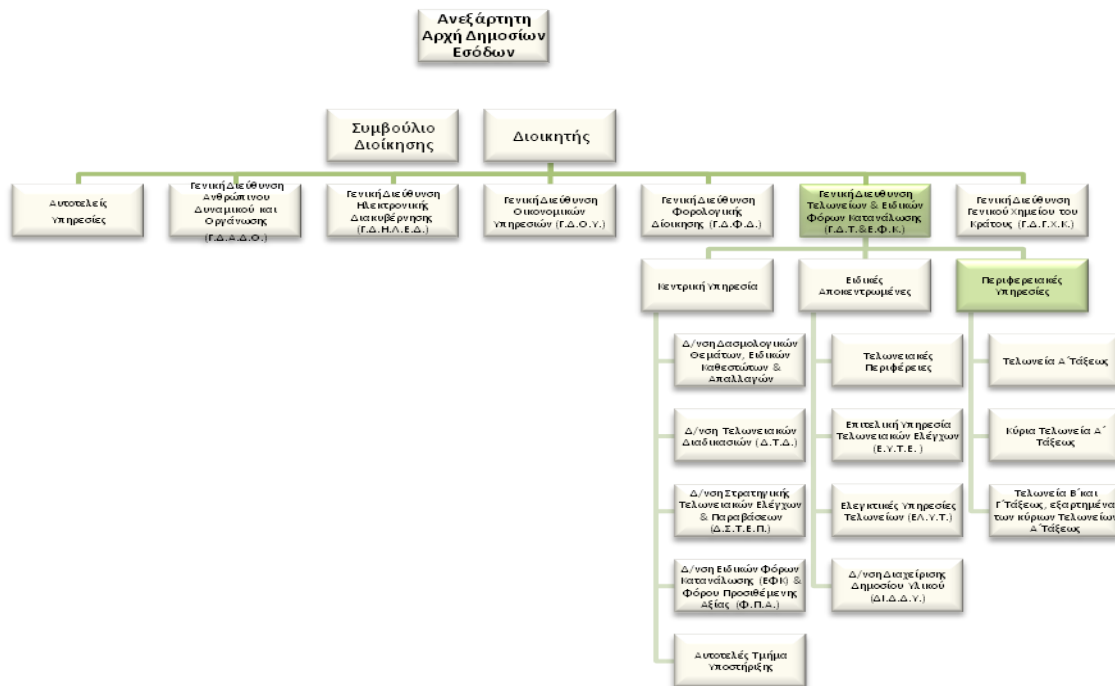 Ανεξάρτητη
Αρχή Δημοσίων
Εσόδων
Συμβούλιο
Διοίκησης
Διοικητής
Αυτοτελείς
Υπηρεσίες
Γενική Διεύθυνση
Ανθρώπινου
Δυναμικού και
Οργάνωσης
(Γ.Δ.Α.Δ.Ο.)
Γενική Διεύθυνση
Ηλεκτρονικής
Διακυβέρνησης
(Γ.Δ.Η.Λ.Ε.Δ.)
Γενική Διεύθυνση
Οικονομικών
Υπηρεσιών (Γ.Δ.Ο.Υ.)
Γενική Διεύθυνση
Φορολογικής
Διοίκησης (Γ.Δ.Φ.Δ.)
Γενική Διεύθυνση
Τελωνείων & Ειδικών
Φόρων Κατανάλωσης
(Γ.Δ.Τ.&Ε.Φ.Κ.)
Γενική Διεύθυνση
Γενικού Χημείου του
Κράτους (Γ.Δ.Γ.Χ.Κ.)
Κεντρική Υπηρεσία
Δ/νση Δασμολογικών
Θεμάτων, Ειδικών
Καθεστώτων &
Απαλλαγών
Δ/νση Τελωνειακών
Διαδικασιών (Δ.Τ.Δ.)
Δ/νση Στρατηγικής
Τελωνειακών Ελέγχων
& Παραβάσεων
(Δ.Σ.Τ.Ε.Π.)
Δ/νση Ειδικών Φόρων
Κατανάλωσης (ΕΦΚ) &
Φόρου Προσιθέμενης
Αξίας (Φ.Π.Α.)
Αυτοτελές Τμήμα
Υποστήριξης
Ειδικές
Αποκεντρωμένες
Τελωνειακές
Περιφέρειες
Επιτελική Υπηρεσία
Τελωνειακών Ελέγχων
(Ε.Υ.Τ.Ε. )
Ελεγκτικές Υπηρεσίες
Τελωνείων (ΕΛ.Υ.Τ.)
Δ/νση Διαχείρισης
Δημοσίου Υλικού
(ΔΙ.Δ.Δ.Υ.)
Περιφερειακές
Υπηρεσίες
Τελωνεία Α΄Τάξεως
Κύρια Τελωνεία Α΄
Τάξεως
Τελωνεία Β΄και
Γ΄Τάξεως, εξαρτημένα
των κύριων Τελωνείων
Α΄Τάξεως